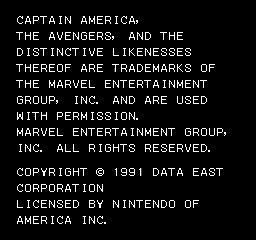 CAPTAIN AMERICA,
THE AVENGERS, AND THE
DISTINCTIVE LIKENESSES
THEREOF ARE TRADEMARKS OF
THE MARVEL ENTERTAINMENT
GROUP, INC. AND ARE USED
WITH PERMISSION.
MARVEL ENTERTAINMENT GROUP,
INC. ALL RIGHTS RESERVED.
COPYRIGHT © 1991 DATA EAST
CORPORATION
LICENSED BY NINTENDO OF
AMERICA INC.